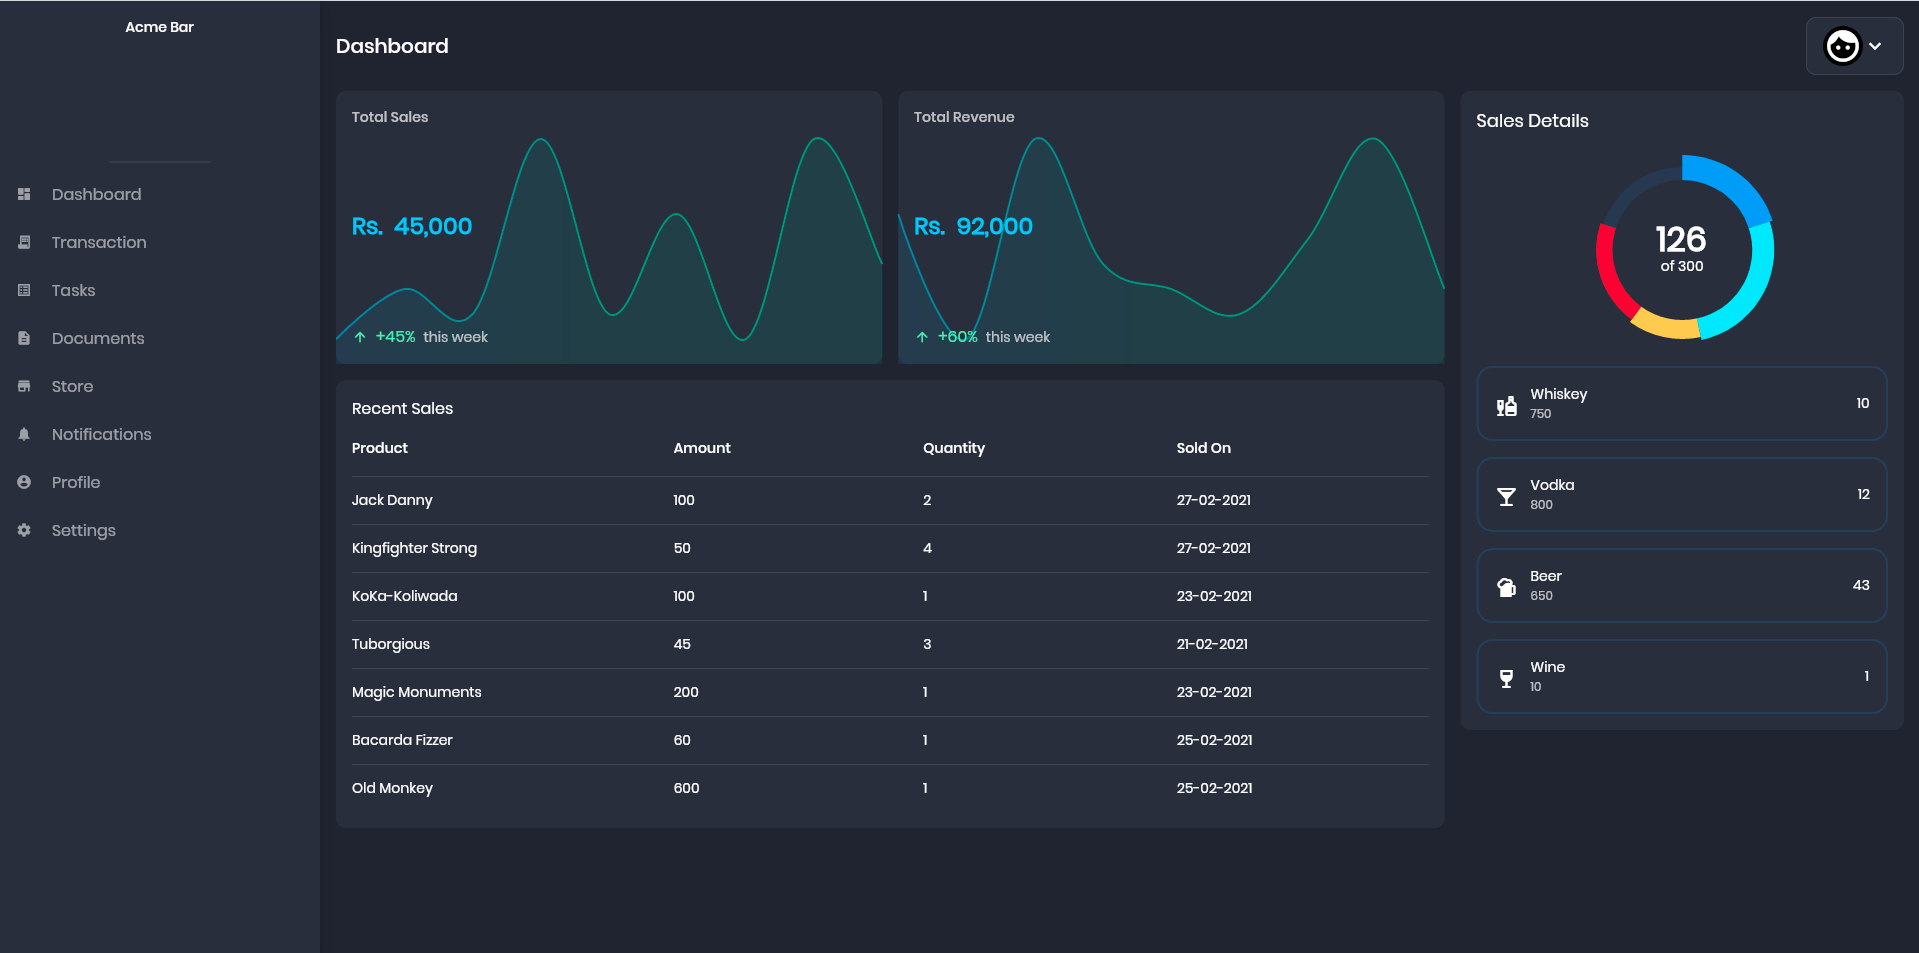 Acme Bar
Dashboard
Transaction
Tasks
Documents
Store
Notifications
Profile
Settings
Dashboard
Total Sales
Rs. 45,000
+45% this week
Total Revenue
Rs. 92,000
+60% this week
Recent Sales
Product Amount Quantity Sold On
Jack Danny 100 2 27-02-2021
Kingfighter Strong 50 4 27-02-2021
KoKa-Koliwada 100 1 23-02-2021
Tuborgious 45 3 21-02-2021
Magic Monuments 200 1 23-02-2021
Bacarda Fizzer 60 1 25-02-2021
Old Monkey 600 1 25-02-2021
Sales Details
126
of 300
Whiskey
750
10
Vodka
800
12
Beer
650
43
Wine
10
1